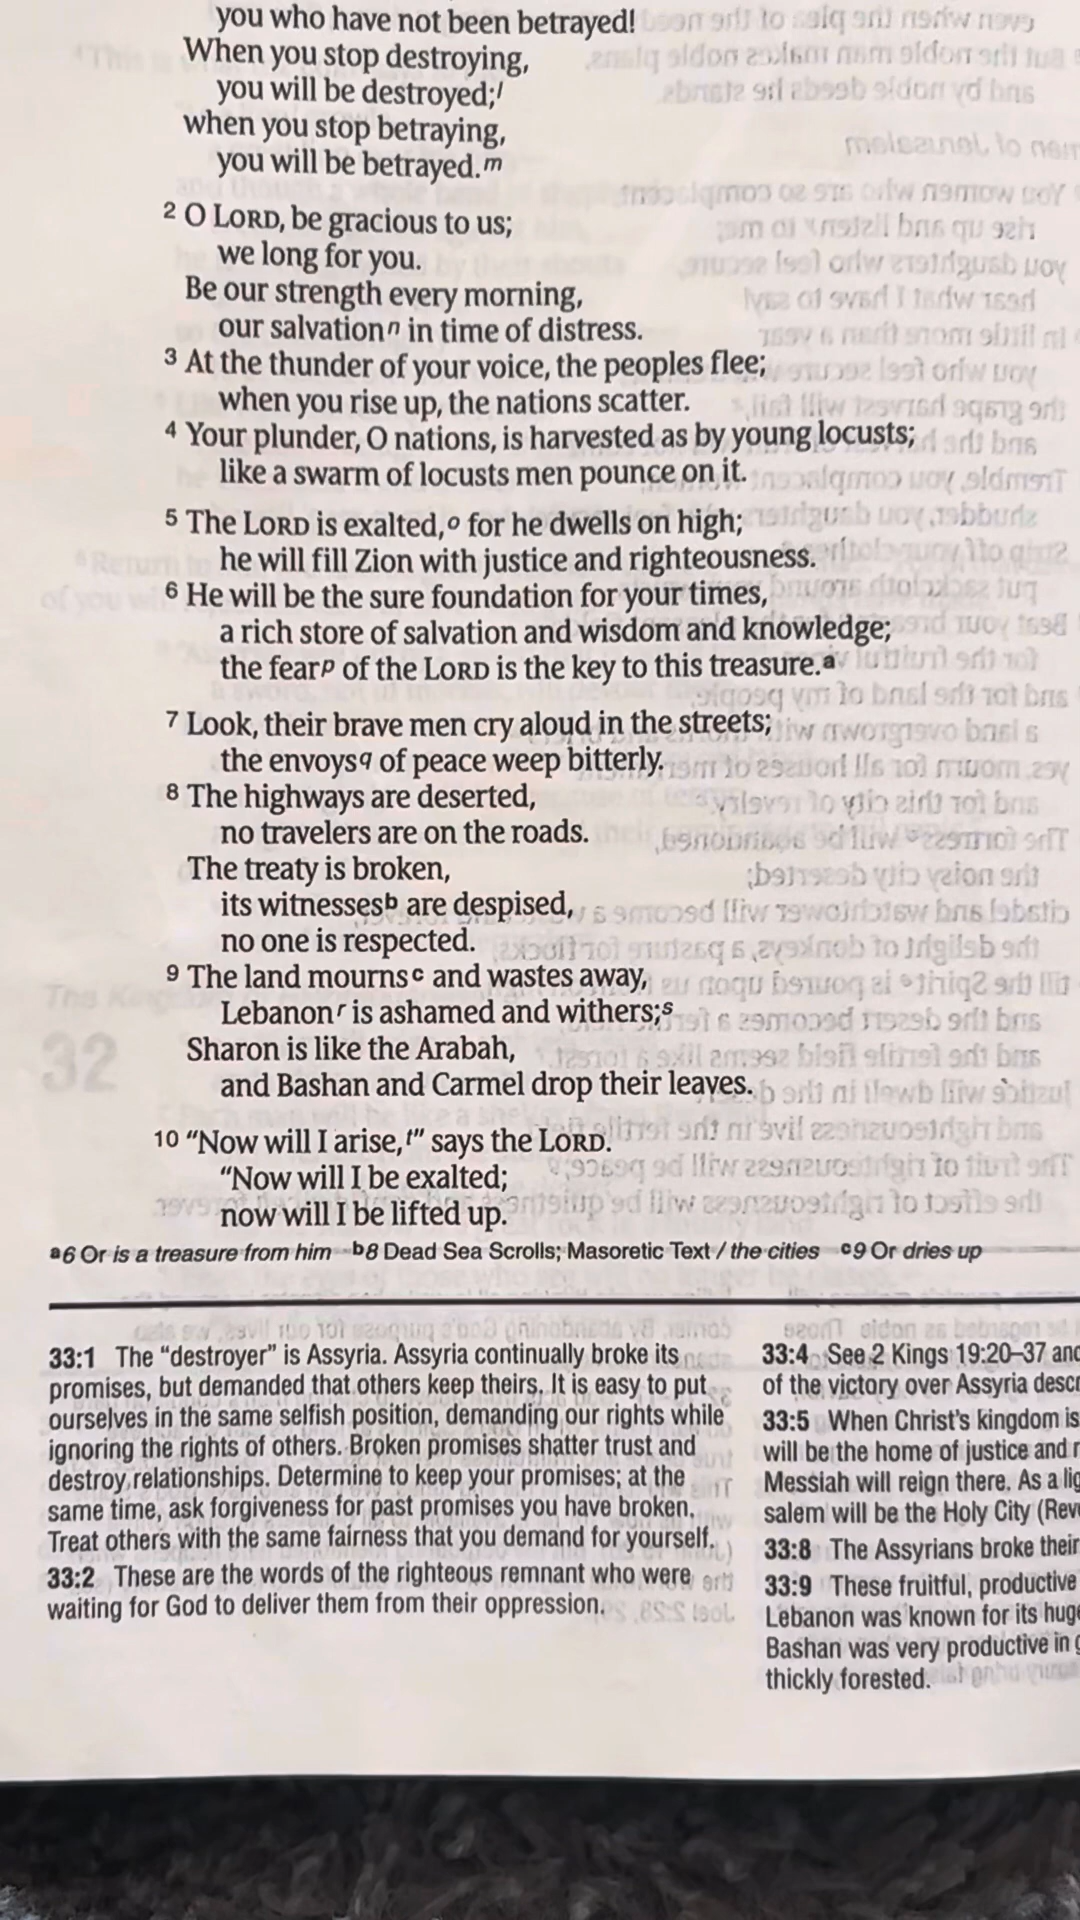 you who have not been betrayed!
When you stop destroying,
you will be destroyed;l
when you stop betraying,
you will be betrayed.m
2 O LORD, be gracious to us;
we long for you.
Be our strength every morning,
our salvation n in time of distress.
3 At the thunder of your voice, the peoples flee;
when you rise up, the nations scatter.
4 Your plunder, O nations, is harvested as by young locusts;
like a swarm of locusts men pounce on it.
5 The LORD is exalted, o for he dwells on high;
he will fill Zion with justice and righteousness.
6 He will be the sure foundation for your times,
a rich store of salvation and wisdom and knowledge;
the fear p of the LORD is the key to this treasure.a
7 Look, their brave men cry aloud in the streets;
the envoys q of peace weep bitterly.
8 The highways are deserted,
no travelers are on the roads.
The treaty is broken,
its witnesses b are despised,
no one is respected.
9 The land mourns c and wastes away,
Lebanon r is ashamed and withers;s
Sharon is like the Arabah,
and Bashan and Carmel drop their leaves.
10 “Now will I arise,t” says the LORD.
“Now will I be exalted;
now will I be lifted up.
a6 Or is a treasure from him b8 Dead Sea Scrolls; Masoretic Text / the cities c9 Or dries up
33:1 The “destroyer” is Assyria. Assyria continually broke its
promises, but demanded that others keep theirs. It is easy to put
ourselves in the same selfish position, demanding our rights while
ignoring the rights of others. Broken promises shatter trust and
destroy relationships. Determine to keep your promises; at the
same time, ask forgiveness for past promises you have broken.
Treat others with the same fairness that you demand for yourself.
33:2 These are the words of the righteous remnant who were
waiting for God to deliver them from their oppression.
33:4 See 2 Kings 19:20–37 and
of the victory over Assyria descr
33:5 When Christ's kingdom is
will be the home of justice and r
Messiah will reign there. As a lig
salem will be the Holy City (Reve
33:8 The Assyrians broke their
33:9 These fruitful, productive
Lebanon was known for its huge
Bashan was very productive in g
thickly forested.